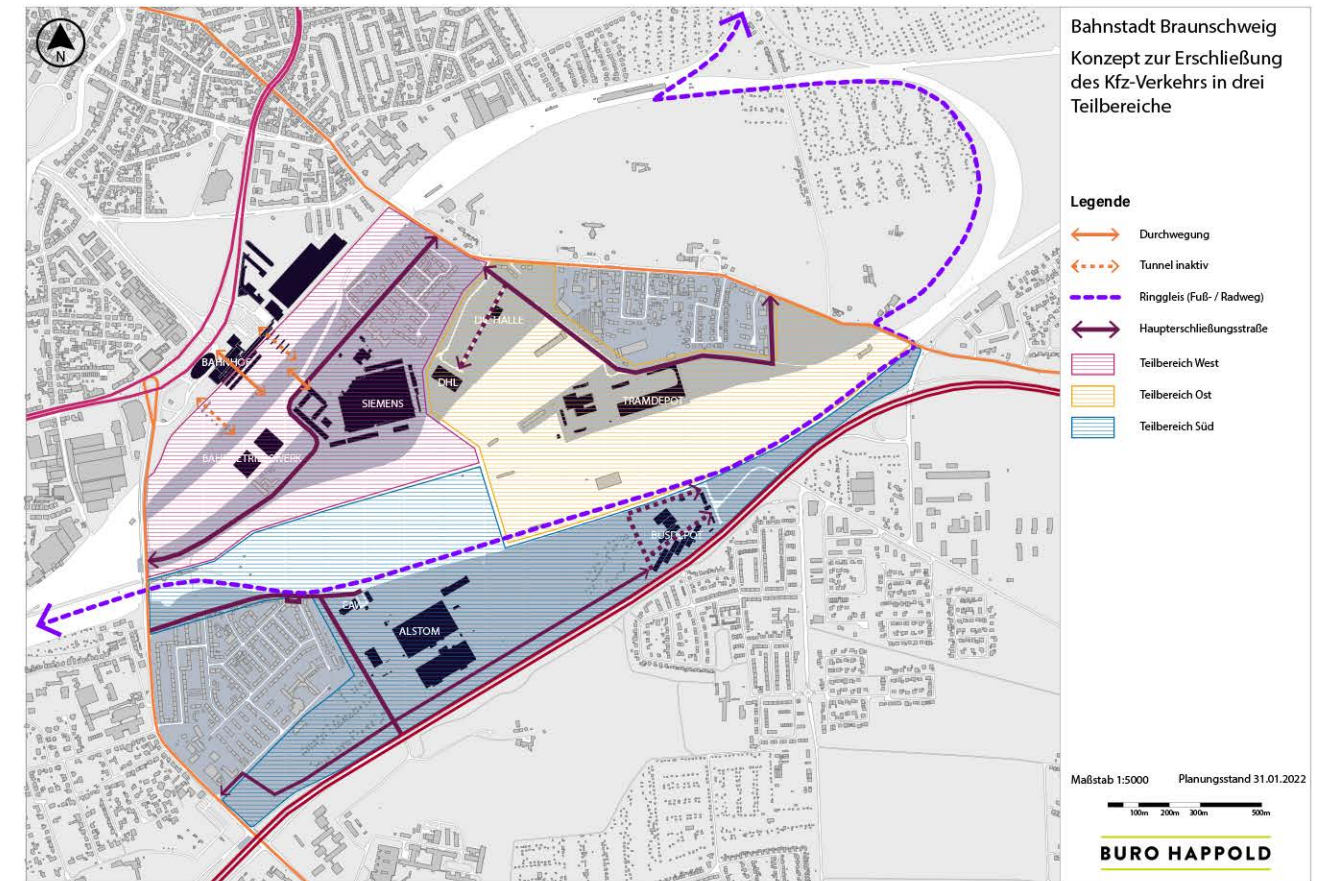 N
Bahnstadt Braunschweig
Konzept zur Erschließung
des Kfz-Verkehrs in drei
Teilbereiche
Legende
Durchwegung
Tunnel inaktiv
Ringgleis (Fuß- / Radweg)
Haupterschließungsstraße
Teilbereich West
Teilbereich Ost
Teilbereich Süd
BAHNHOF
DHL
SIEMENS
TRAMDEPOT
BAHNBETRIEBSWERK
BUSDEPOT
EAW
ALSTOM
Maßstab 1:5000 Planungsstand 31.01.2022
100m 200m 300m 500m
BURO HAPPOLD